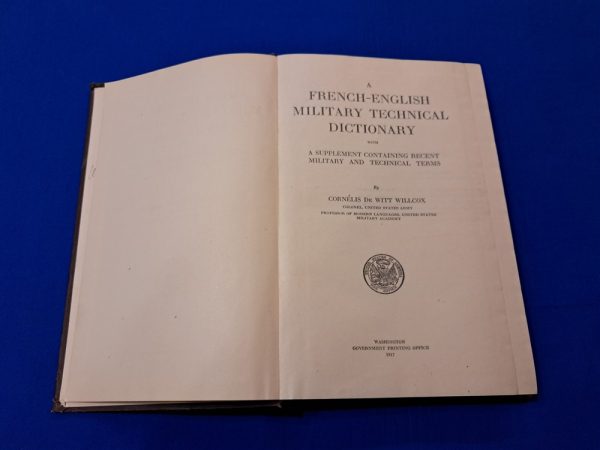 A
FRENCH-ENGLISH
MILITARY TECHNICAL
DICTIONARY
WITH
A SUPPLEMENT CONTAINING RECENT
MILITARY AND TECHNICAL TERMS
By
CORNÉLIS DE WITT WILLCOX
COLONEL, UNITED STATES ARMY
PROFESSOR OF MODERN LANGUAGES, UNITED STATES
MILITARY ACADEMY
WASHINGTON
GOVERNMENT PRINTING OFFICE
1917